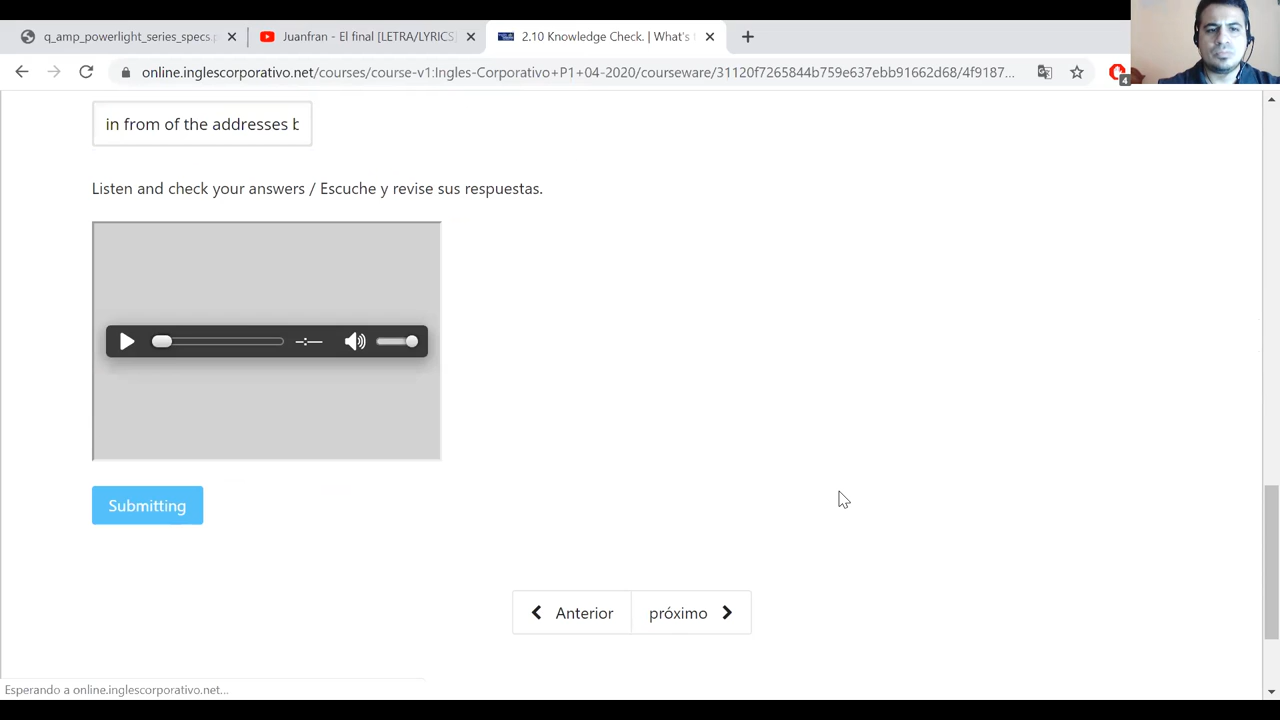 q_amp_powerlight_series_specs.p
Juanfran - El final [LETRA/LYRICS]
2.10 Knowledge Check. | What's t
online.inglescorporativo.net/courses/course-v1:Ingles-Corporativo+P1+04-2020/courseware/31120f7265844b759e637ebb91662d68/4f9187...
4
in from of the addresses b
Listen and check your answers / Escuche y revise sus respuestas.
-:--
Submitting
Anterior
próximo
Esperando a online.inglescorporativo.net...